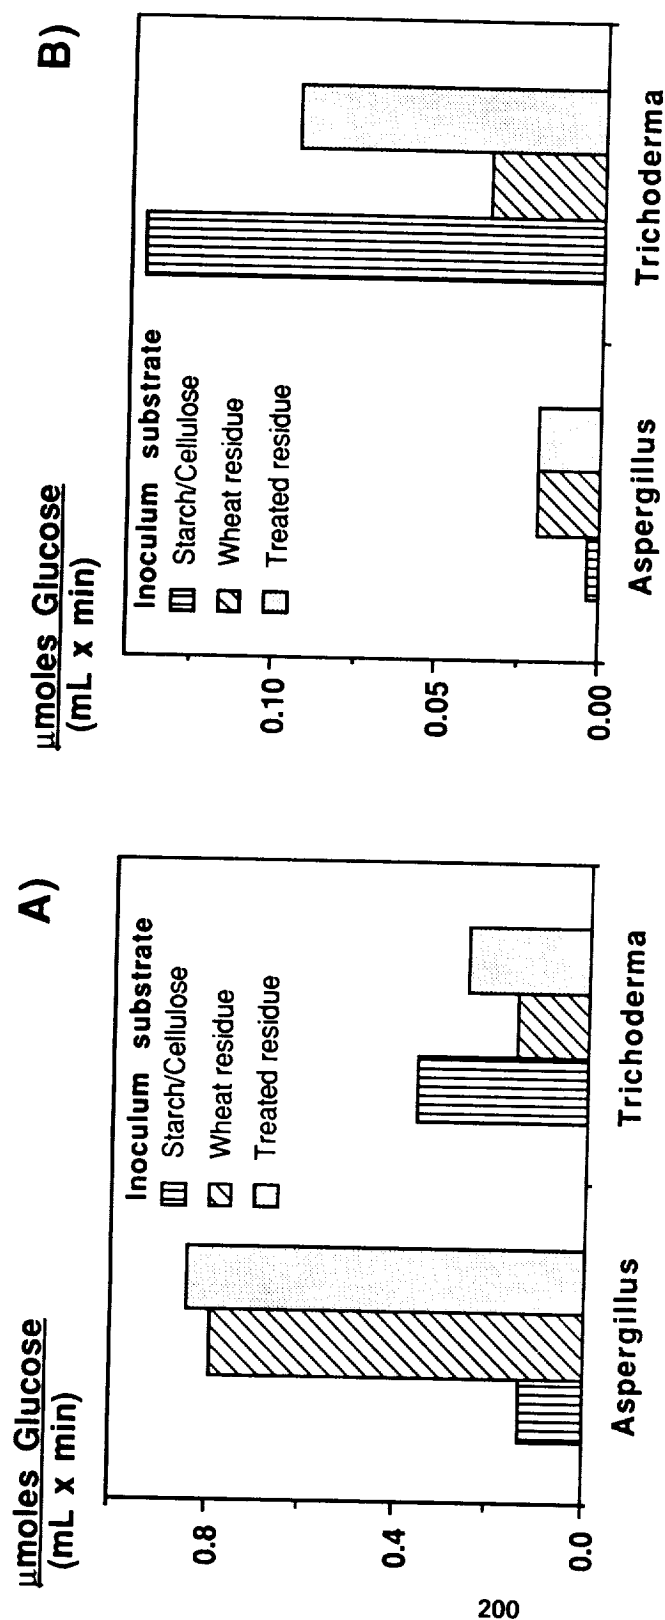 A)
µmoles Glucose
(mL x min)
0.8
0.4
0.0
Inoculum substrate
Starch/Cellulose
Wheat residue
Treated residue
Aspergillus
Trichoderma
B)
µmoles Glucose
(mL x min)
0.10
0.05
0.00
Inoculum substrate
Starch/Cellulose
Wheat residue
Treated residue
Aspergillus
Trichoderma
200